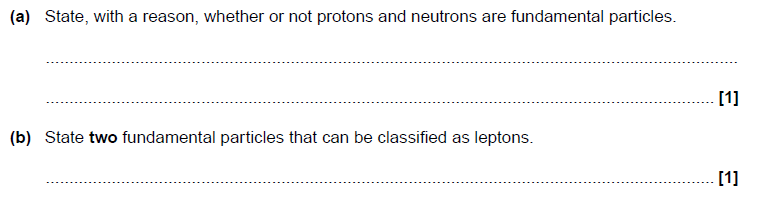 (a) State, with a reason, whether or not protons and neutrons are fundamental particles.
[1]
(b) State two fundamental particles that can be classified as leptons.
[1]